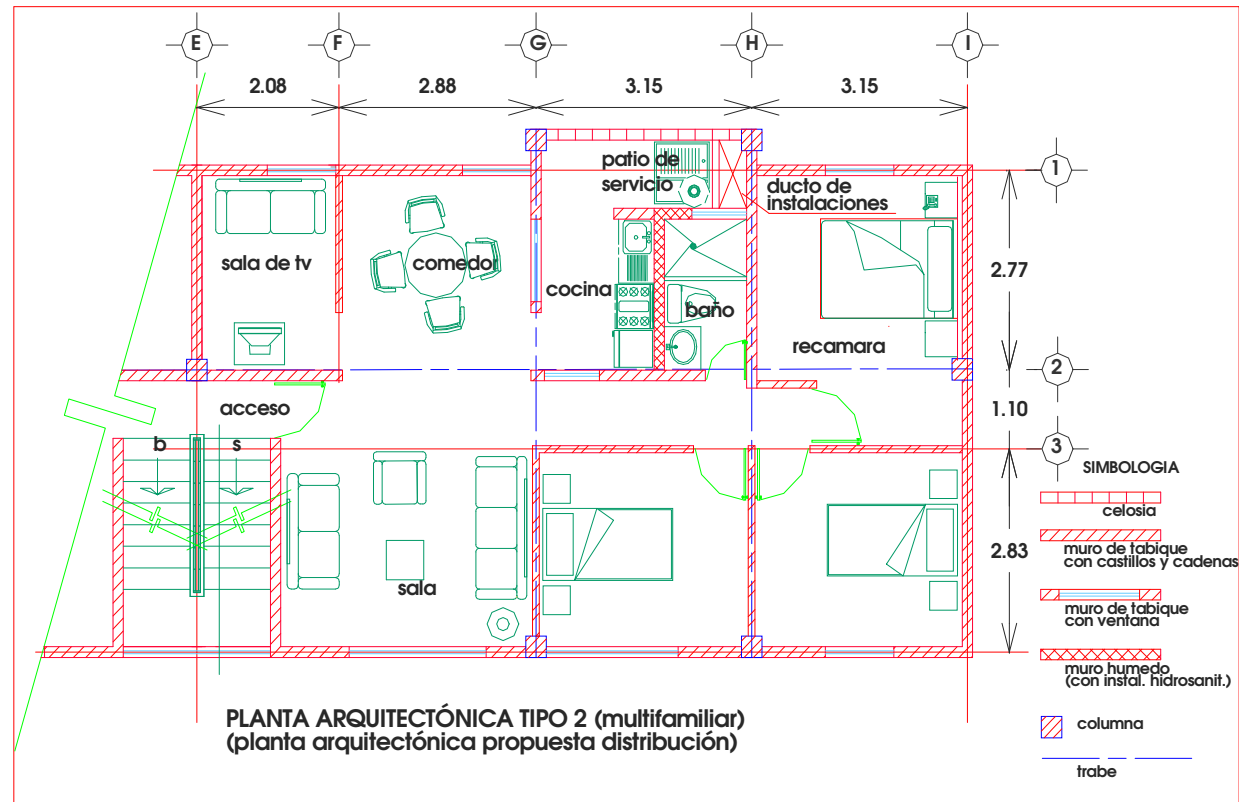 E
F
G
H
I
2.08
2.88
3.15
3.15
1
2
3
2.77
1.10
2.83
patio de
servicio
ducto de
instalaciones
sala de tv
comedor
cocina
baño
recamara
acceso
b
s
sala
SIMBOLOGIA
celosia
muro de tabique
con castillos y cadenas
muro de tabique
con ventana
muro humedo
(con instal. hidrosanit.)
columna
trabe
PLANTA ARQUITECTÓNICA TIPO 2 (multifamiliar)
(planta arquitectónica propuesta distribución)